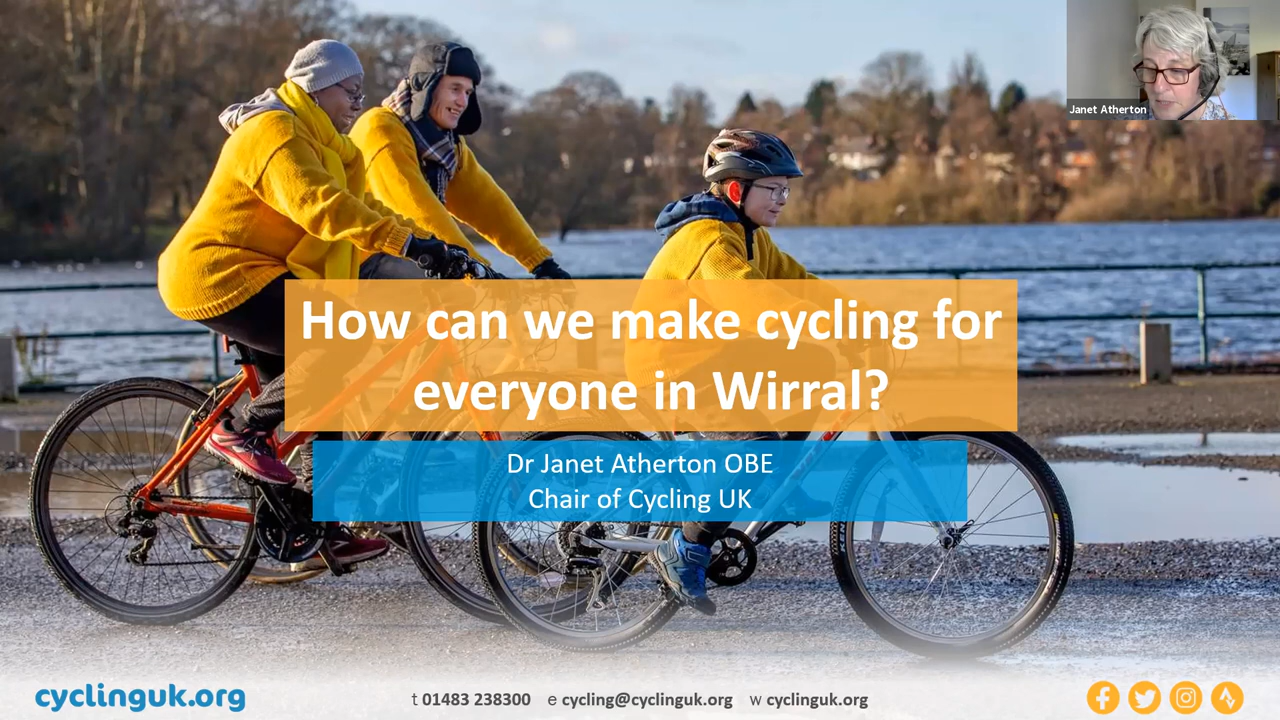 Janet Atherton
How can we make cycling for
everyone in Wirral?
Dr Janet Atherton OBE
Chair of Cycling UK
cyclinguk.org
t 01483 238300 e cycling@cyclinguk.org w cyclinguk.org